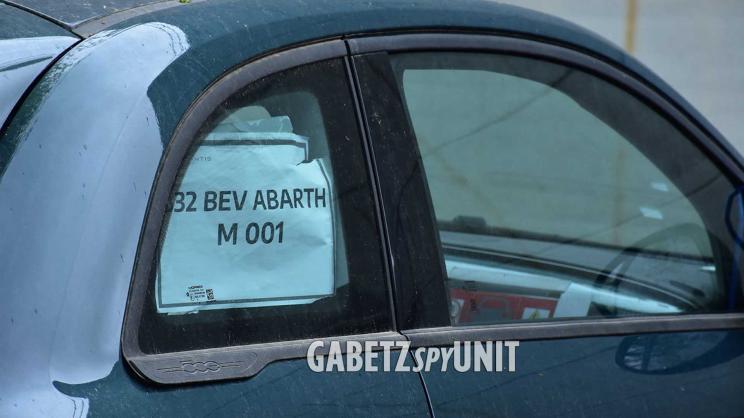 32 BEV ABARTH
M 001
GABETZSPYUNIT